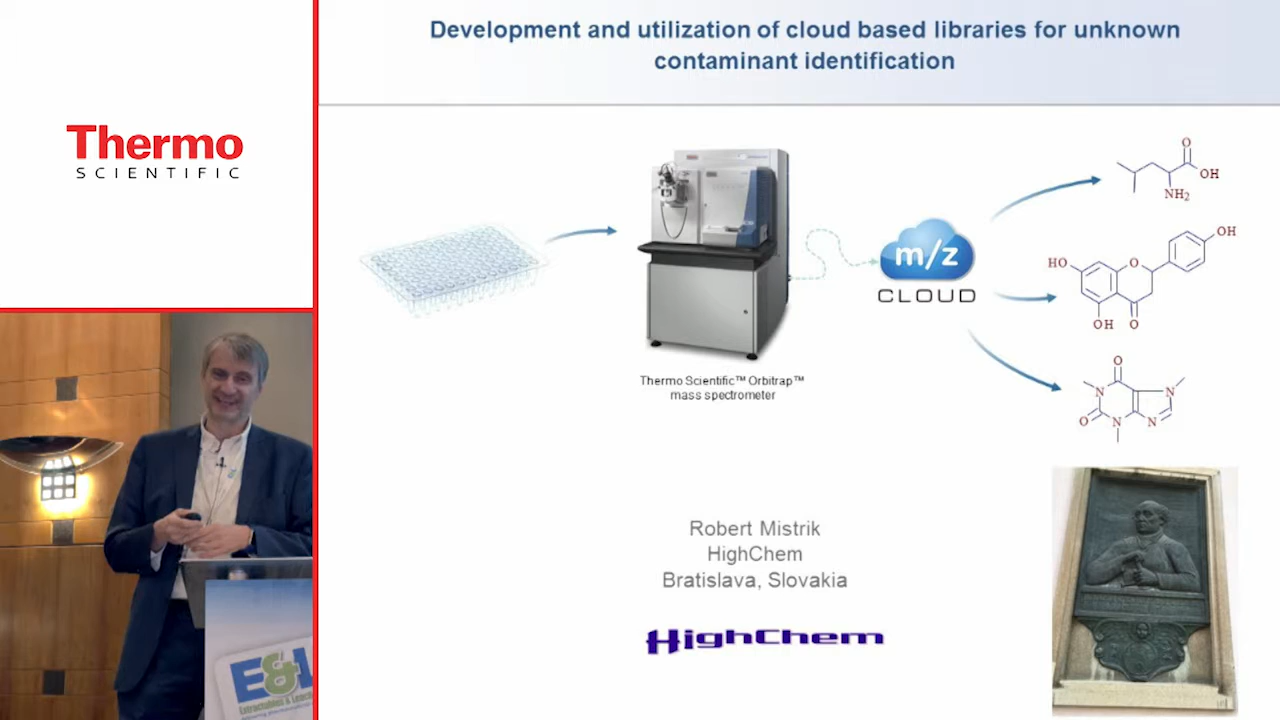 Development and utilization of cloud based libraries for unknown
contaminant identification
Thermo
SCIENTIFIC
m/z
CLOUD
Thermo Scientific™ Orbitrap™
mass spectrometer
OH
O
NH2
OH
HO
O
OH
O
O
N
N
O
N
N
Robert Mistrik
HighChem
Bratislava, Slovakia
HighChem
E&L
Extractables &